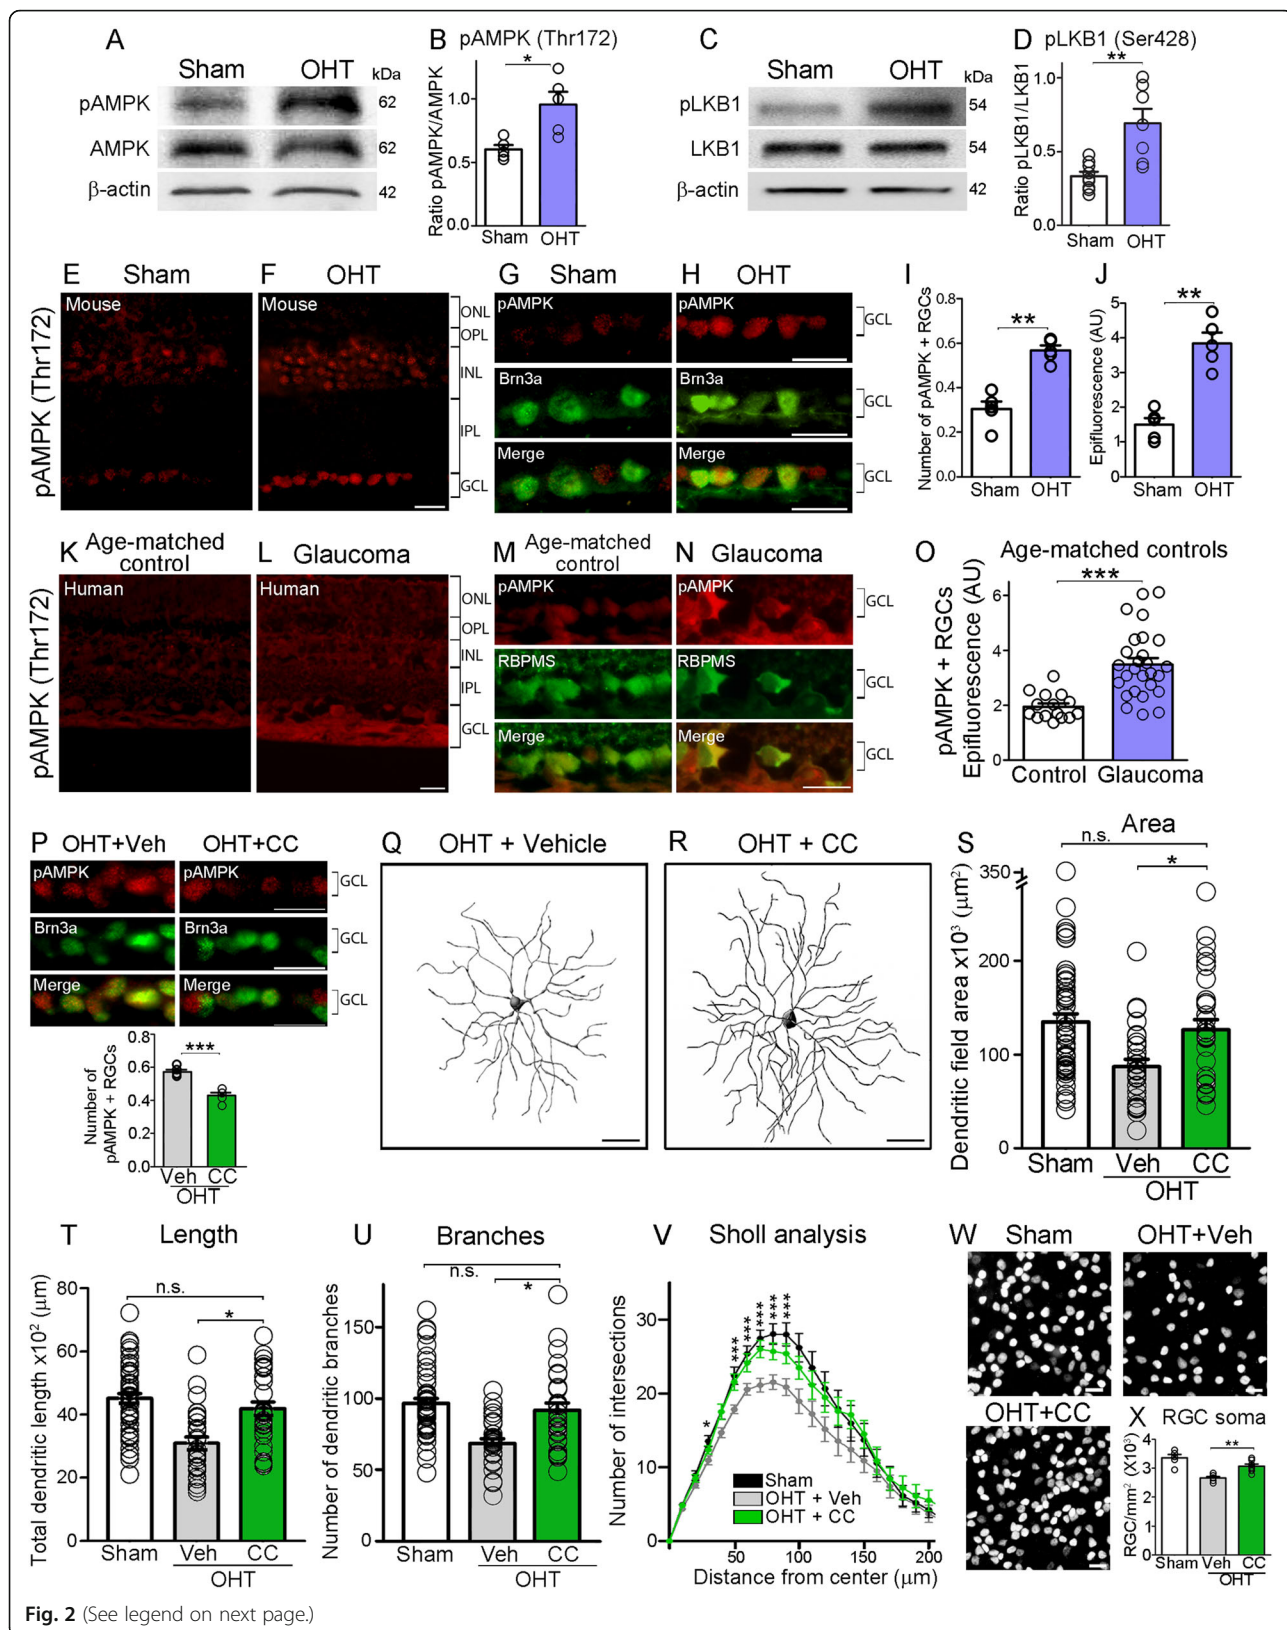 A
Sham OHT kDa
pAMPK 62
AMPK 62
β-actin 42
B pAMPK (Thr172)
*
Ratio pAMPK/AMPK
1.0
0.5
0.0
Sham OHT
C
Sham OHT kDa
pLKB1 54
LKB1 54
β-actin 42
D pLKB1 (Ser428)
**
Ratio pLKB1/LKB1
1.0
0.5
0.0
Sham OHT
E Sham
F OHT
pAMPK (Thr172)
Mouse
Mouse
ONL
OPL
INL
IPL
GCL
G Sham
H OHT
pAMPK pAMPK GCL
Brn3a Brn3a GCL
Merge Merge GCL
I
**
Number of pAMPK + RGCs
0.8
0.6
0.4
0.2
0.0
Sham OHT
J
**
Epifluorescence (AU)
5
4
3
2
1
0
Sham OHT
K Age-matched
control
L Glaucoma
pAMPK (Thr172)
Human
Human
ONL
OPL
INL
IPL
GCL
M Age-matched
control
N Glaucoma
pAMPK pAMPK GCL
RBPMS RBPMS GCL
Merge Merge GCL
O Age-matched controls
***
pAMPK + RGCs
Epifluorescence (AU)
6
4
2
0
Control Glaucoma
P OHT+Veh OHT+CC
pAMPK pAMPK GCL
Brn3a Brn3a GCL
Merge Merge GCL
***
Number of
pAMPK + RGCs
0.8
0.6
0.4
0.2
0.0
Veh CC
OHT
Q OHT + Vehicle
R OHT + CC
S Area
n.s.
*
Dendritic field area x10³ (μm²)
350
200
100
0
Sham Veh CC
OHT
T Length
n.s.
*
Total dendritic length x10² (μm)
80
60
40
20
0
Sham Veh CC
OHT
U Branches
n.s.
*
Number of dendritic branches
150
100
50
0
Sham Veh CC
OHT
V Sholl analysis
Number of intersections
30
20
10
0
* *** *** *** *** ***
Sham
OHT + Veh
OHT + CC
50 100 150 200
Distance from center (μm)
W Sham OHT+Veh
OHT+CC
X RGC soma
**
RGC/mm² (X10³)
4
3
2
1
0
Sham Veh CC
OHT
Fig. 2 (See legend on next page.)